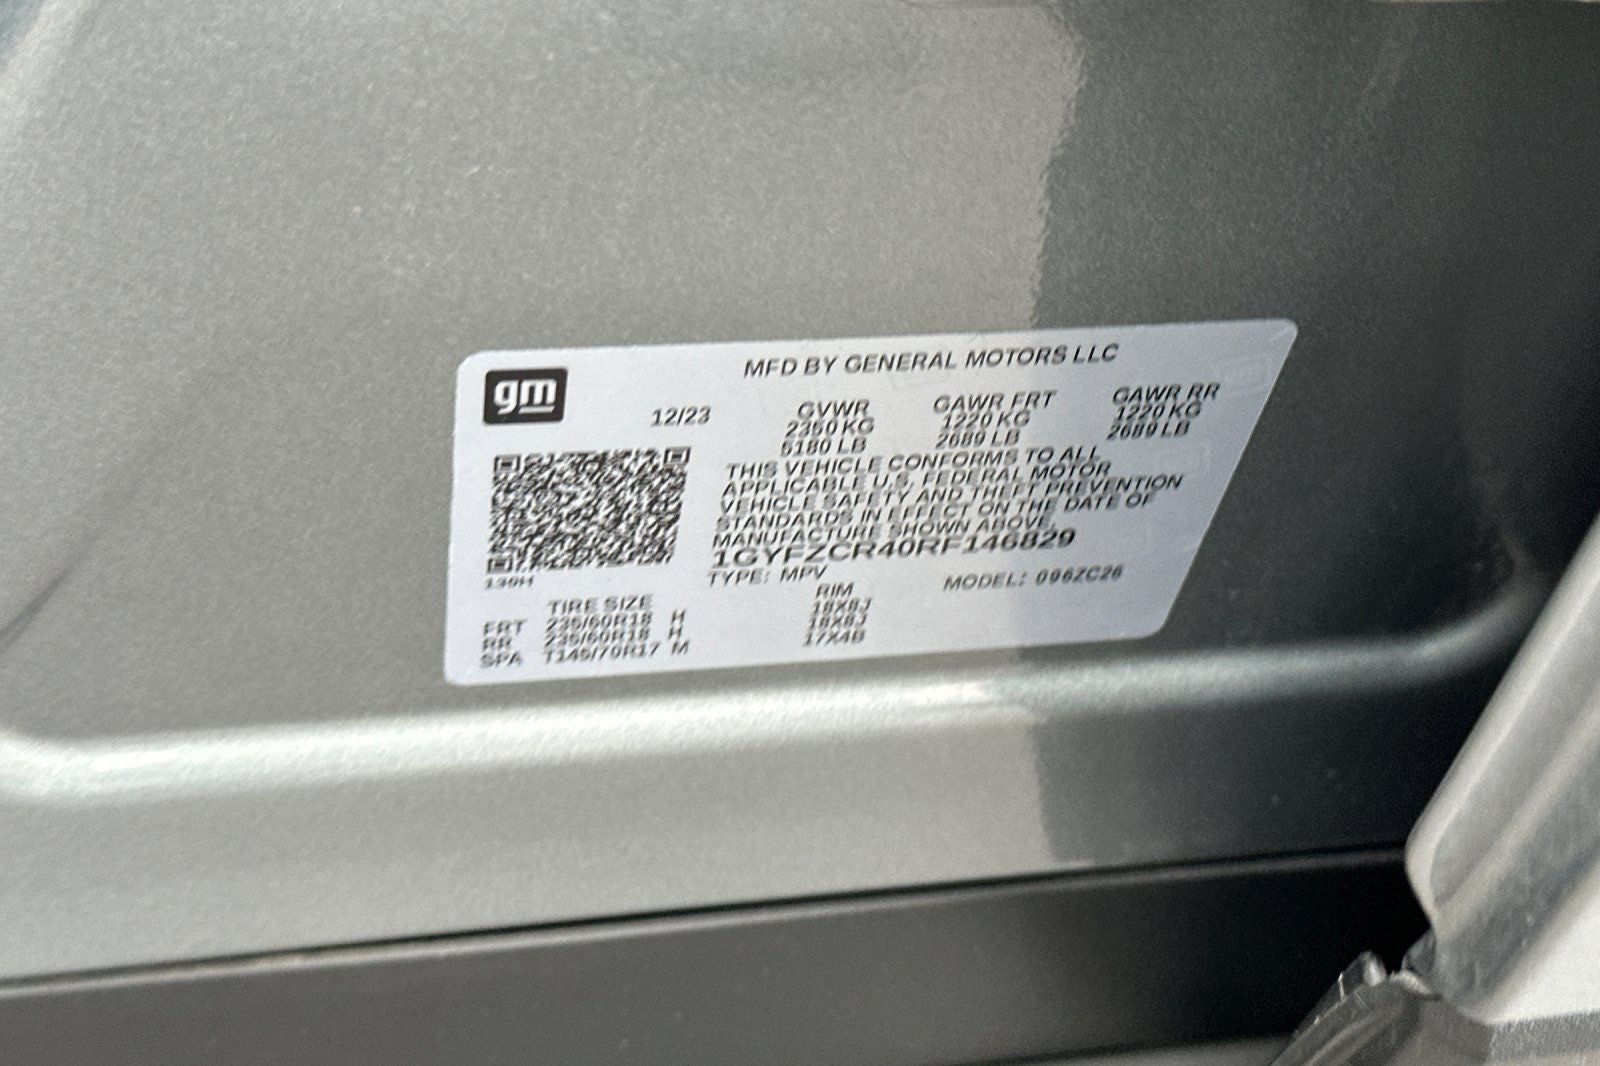 gm
MFD BY GENERAL MOTORS LLC
12/23
GVWR GAWR FRT GAWR RR
2350 KG 1220 KG 1220 KG
5180 LB 2689 LB 2689 LB
THIS VEHICLE CONFORMS TO ALL
APPLICABLE U.S. FEDERAL MOTOR
VEHICLE SAFETY AND THEFT PREVENTION
STANDARDS IN EFFECT ON THE DATE OF
MANUFACTURE SHOWN ABOVE.
1GYFZCR40RF146829
139H
TYPE: MPV MODEL: 096ZC26
TIRE SIZE RIM
FRT 235/60R18 H 18X8J
RR 235/60R18 H 18X8J
SPA T145/70R17 M 17X4B